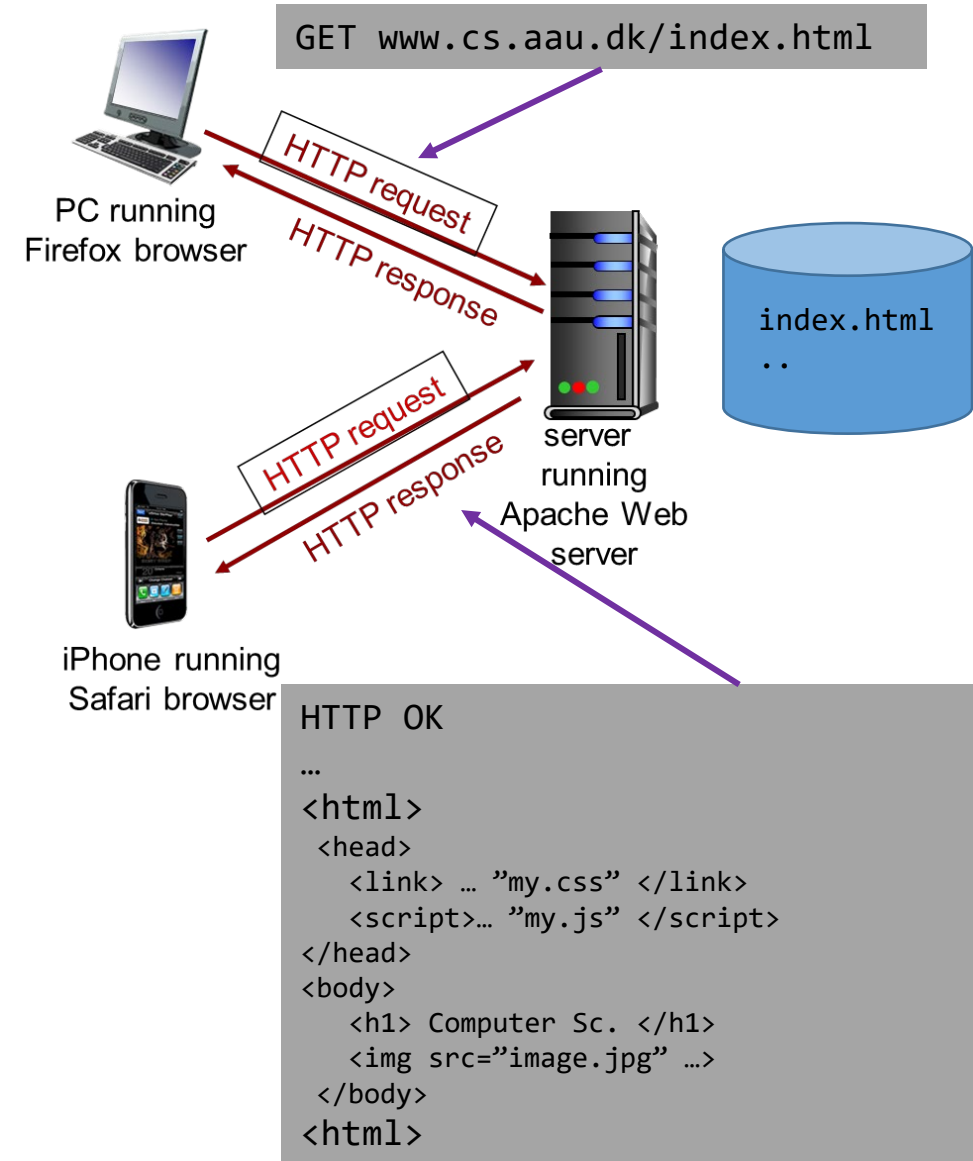 GET www.cs.aau.dk/index.html
HTTP request
HTTP response
PC running
Firefox browser
index.html
..
HTTP request
HTTP response
server
running
Apache Web
server
iPhone running
Safari browser
HTTP OK
…
<html>
<head>
<link> … ”my.css” </link>
<script>… ”my.js” </script>
</head>
<body>
<h1> Computer Sc. </h1>
<img src=”image.jpg” …>
</body>
<html>